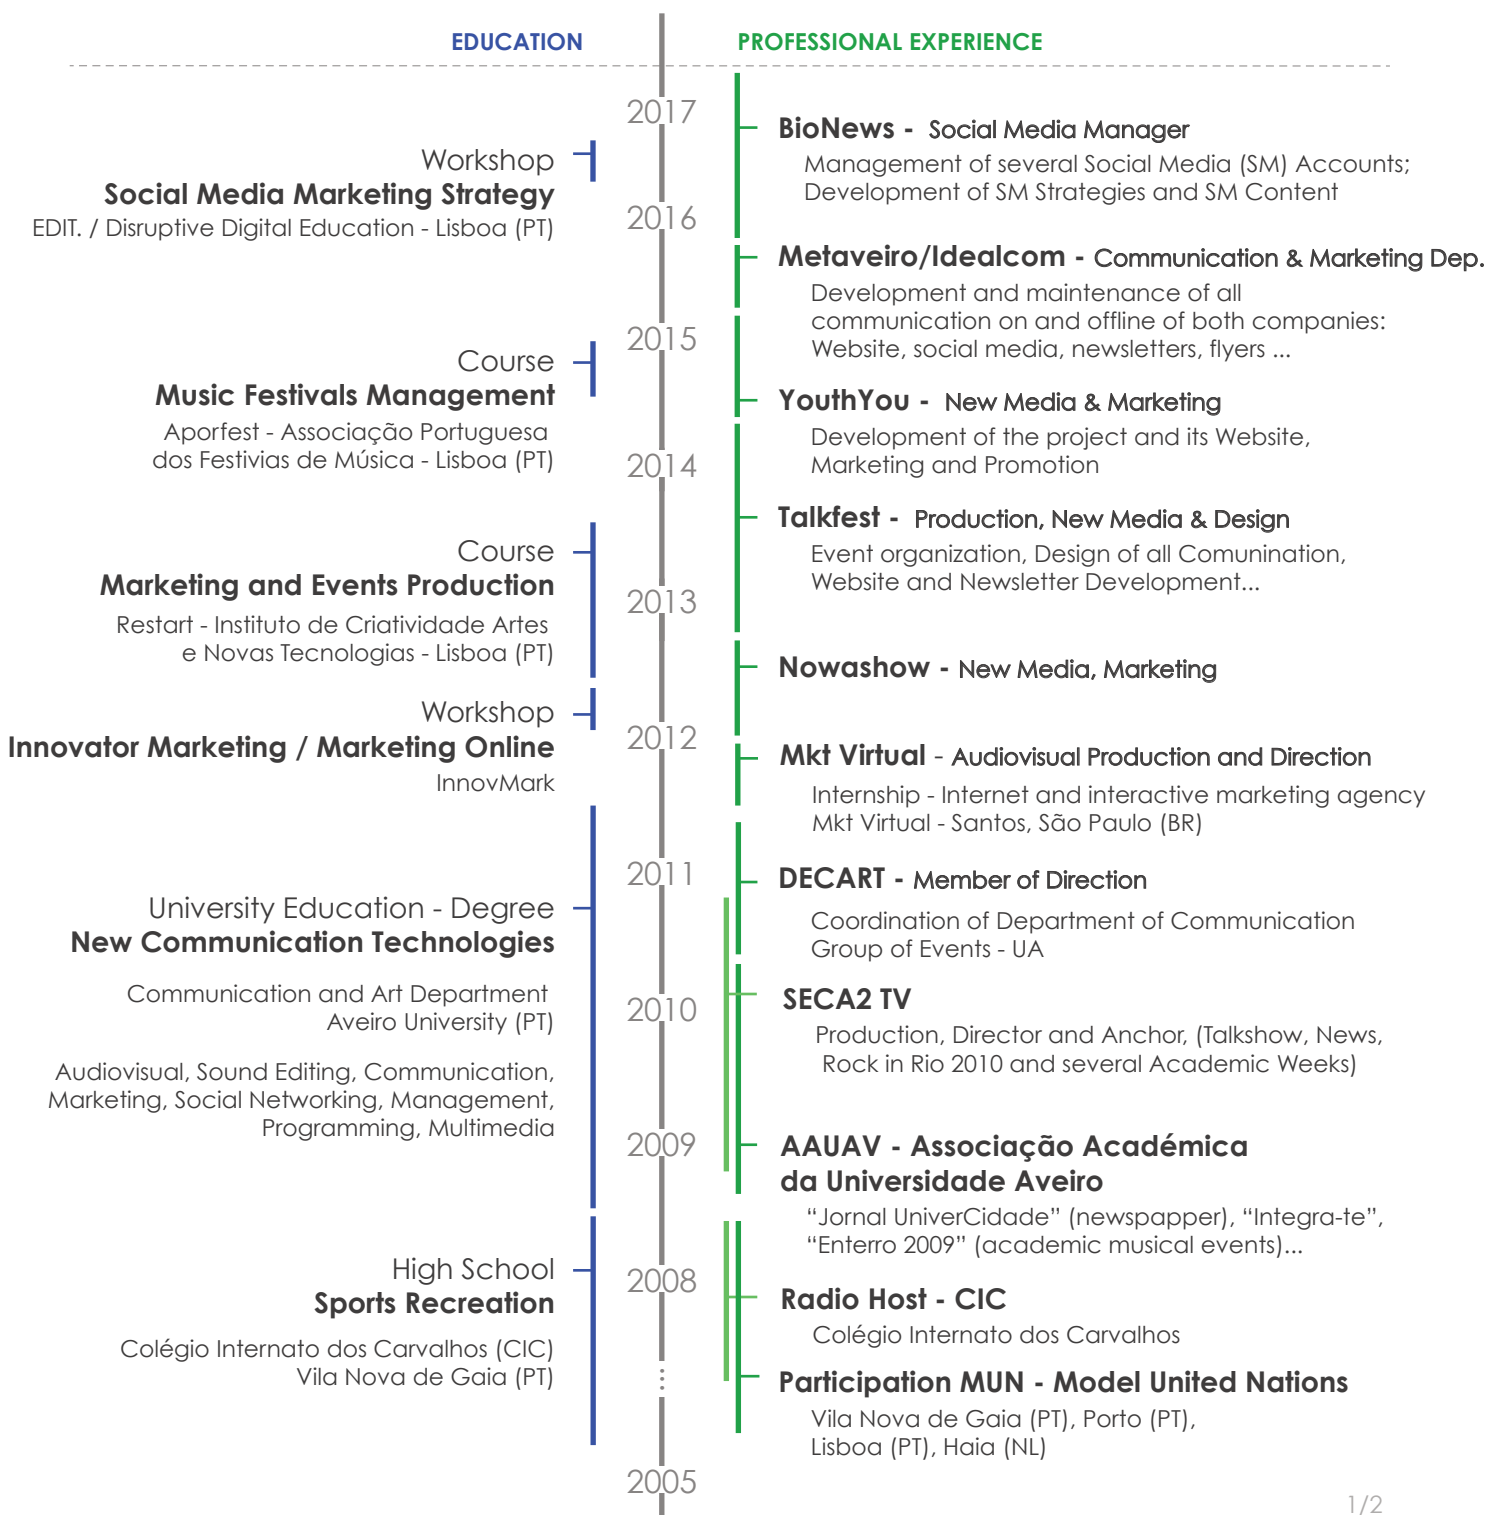 EDUCATION
PROFESSIONAL EXPERIENCE
2017
Workshop
Social Media Marketing Strategy
EDIT. / Disruptive Digital Education - Lisboa (PT)
BioNews - Social Media Manager
Management of several Social Media (SM) Accounts;
Development of SM Strategies and SM Content
2016
Metaveiro/Idealcom - Communication & Marketing Dep.
Development and maintenance of all
communication on and offline of both companies:
Website, social media, newsletters, flyers ...
2015
Course
Music Festivals Management
Aporfest - Associação Portuguesa
dos Festivias de Música - Lisboa (PT)
YouthYou - New Media & Marketing
Development of the project and its Website,
Marketing and Promotion
2014
Talkfest - Production, New Media & Design
Event organization, Design of all Comunination,
Website and Newsletter Development...
Course
Marketing and Events Production
Restart - Instituto de Criatividade Artes
e Novas Tecnologias - Lisboa (PT)
2013
Nowashow - New Media, Marketing
Workshop
Innovator Marketing / Marketing Online
InnovMark
2012
Mkt Virtual - Audiovisual Production and Direction
Internship - Internet and interactive marketing agency
Mkt Virtual - Santos, São Paulo (BR)
2011
DECART - Member of Direction
Coordination of Department of Communication
Group of Events - UA
University Education - Degree
New Communication Technologies
Communication and Art Department
Aveiro University (PT)
Audiovisual, Sound Editing, Communication,
Marketing, Social Networking, Management,
Programming, Multimedia
2010
SECA2 TV
Production, Director and Anchor, (Talkshow, News,
Rock in Rio 2010 and several Academic Weeks)
2009
AAUAV - Associação Académica
da Universidade Aveiro
“Jornal UniverCidade” (newspapper), “Integra-te”,
“Enterro 2009” (academic musical events)...
High School
Sports Recreation
Colégio Internato dos Carvalhos (CIC)
Vila Nova de Gaia (PT)
2008
Radio Host - CIC
Colégio Internato dos Carvalhos
Participation MUN - Model United Nations
Vila Nova de Gaia (PT), Porto (PT),
Lisboa (PT), Haia (NL)
2005
1/2